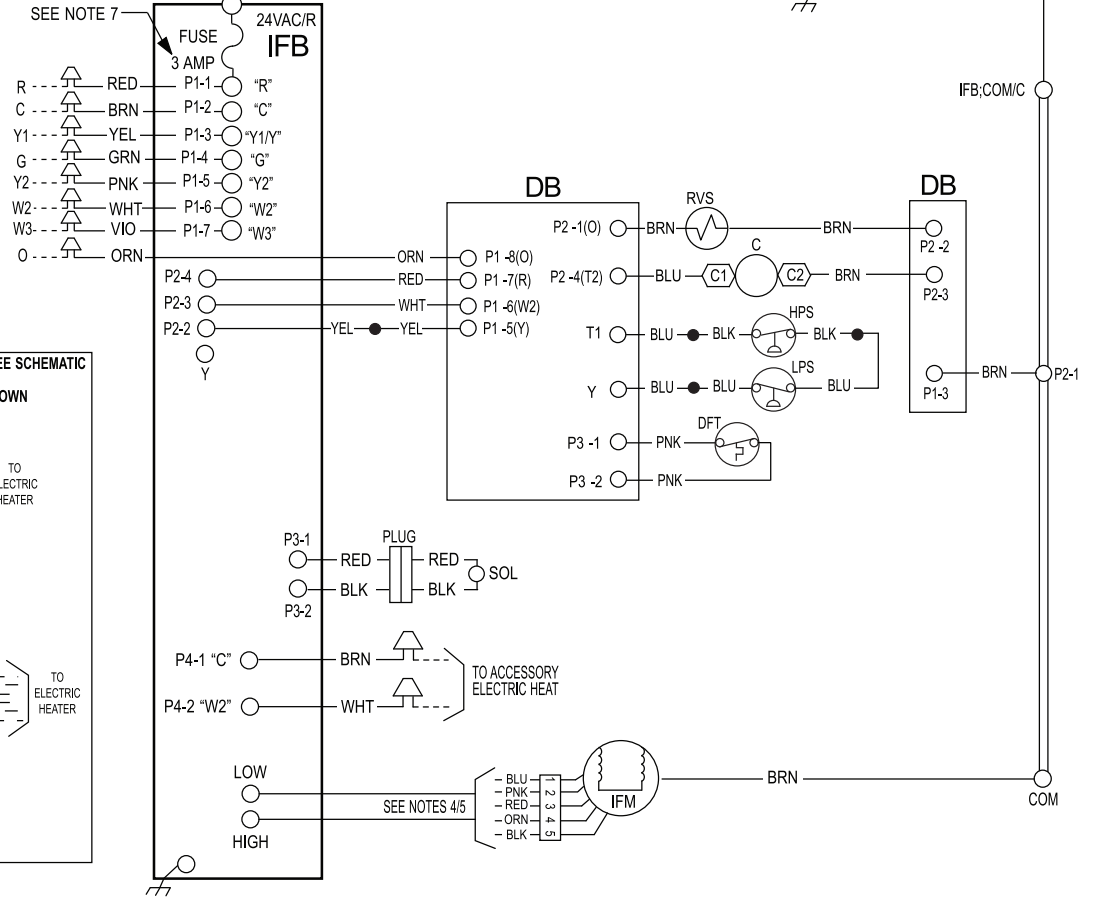 SEE NOTE 7
24VAC/R
FUSE
IFB
3 AMP
R RED P1-1 "R"
C BRN P1-2 "C"
Y1 YEL P1-3 "Y1/Y"
G GRN P1-4 "G"
Y2 PNK P1-5 "Y2"
W2 WHT P1-6 "W2"
W3 VIO P1-7 "W3"
O ORN ORN P1 -8(O)
P2-4 RED P1 -7(R)
P2-3 WHT P1 -6(W2)
P2-2 YEL YEL P1 -5(Y)
Y
IFB;COM/C
DB
DB
RVS
P2 -1(O) BRN BRN P2 -2
C
P2 -4(T2) BLU C1 C2 BRN P2-3
HPS
T1 BLU BLK BLK
LPS
Y BLU BLU BLU
P1-3 BRN P2-1
DFT
P3 -1 PNK
P3 -2 PNK
EE SCHEMATIC
OWN
TO
LECTRIC
HEATER
TO
ELECTRIC
HEATER
PLUG
P3-1 RED RED
SOL
P3-2 BLK BLK
P4-1 "C" BRN
TO ACCESSORY
ELECTRIC HEAT
P4-2 "W2" WHT
LOW
HIGH
SEE NOTES 4/5
BLU 1
PNK 2
RED 3
ORN 4
BLK 5
IFM
BRN
COM